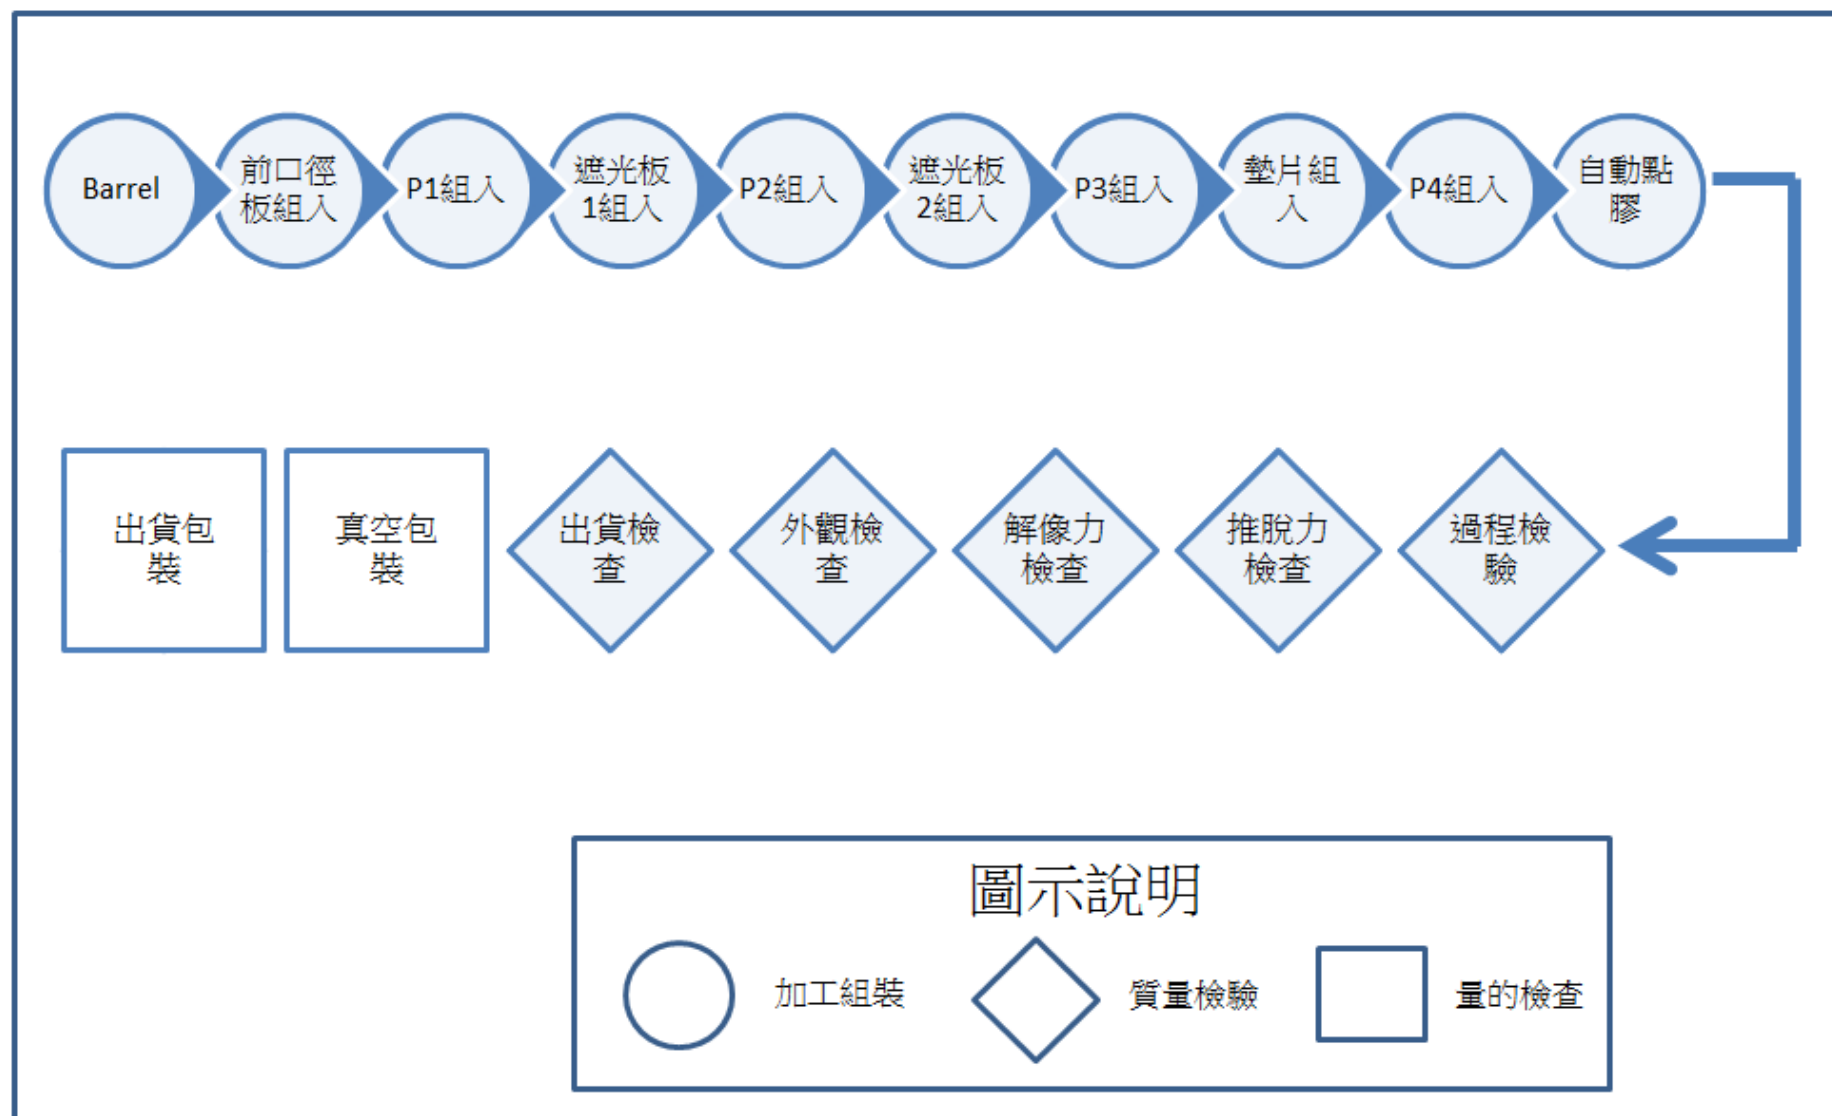 Barrel
前口徑
板組入
P1組入
遮光板
1組入
P2組入
遮光板
2組入
P3組入
墊片組
入
P4組入
自動點
膠
出貨包
裝
真空包
裝
出貨檢
查
外觀檢
查
解像力
檢查
推脫力
檢查
過程檢
驗
圖示說明
加工組裝
質量檢驗
量的檢查